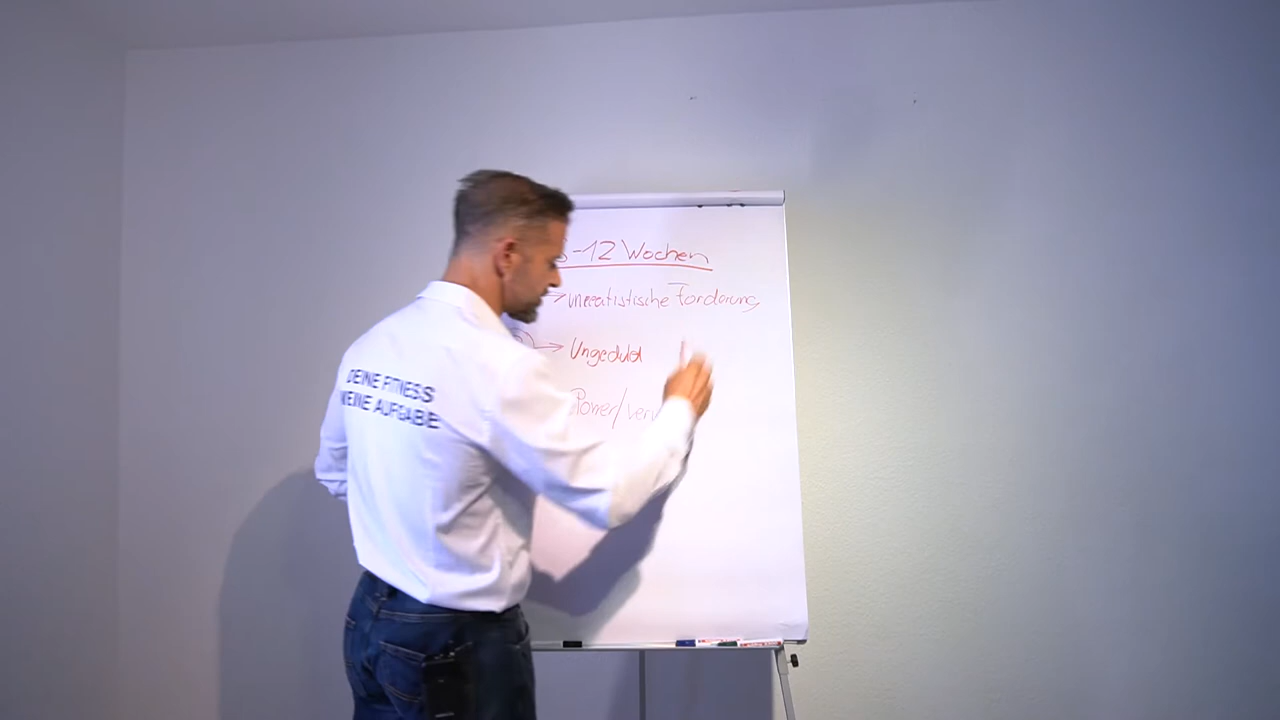 -12 Wochen
unrealistische Forderung
Ungeduld
Power/
DEINE FITNESS
MEINE AUFGABE